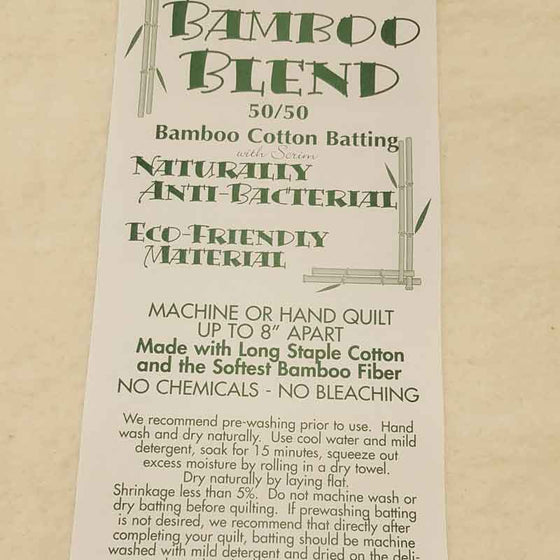 BAMBOO
BLEND
50/50
Bamboo Cotton Batting
with Scrim
NATURALLY
ANTI-BACTERIAL
ECO-FRIENDLY
MATERIAL
MACHINE OR HAND QUILT
UP TO 8” APART
Made with Long Staple Cotton
and the Softest Bamboo Fiber
NO CHEMICALS - NO BLEACHING
We recommend pre-washing prior to use. Hand
wash and dry naturally. Use cool water and mild
detergent, soak for 15 minutes, squeeze out
excess moisture by rolling in a dry towel.
Dry naturally by laying flat.
Shrinkage less than 5%. Do not machine wash or
dry batting before quilting. If prewashing batting
is not desired, we recommend that directly after
completing your quilt, batting should be machine
washed with mild detergent and dried on the deli-